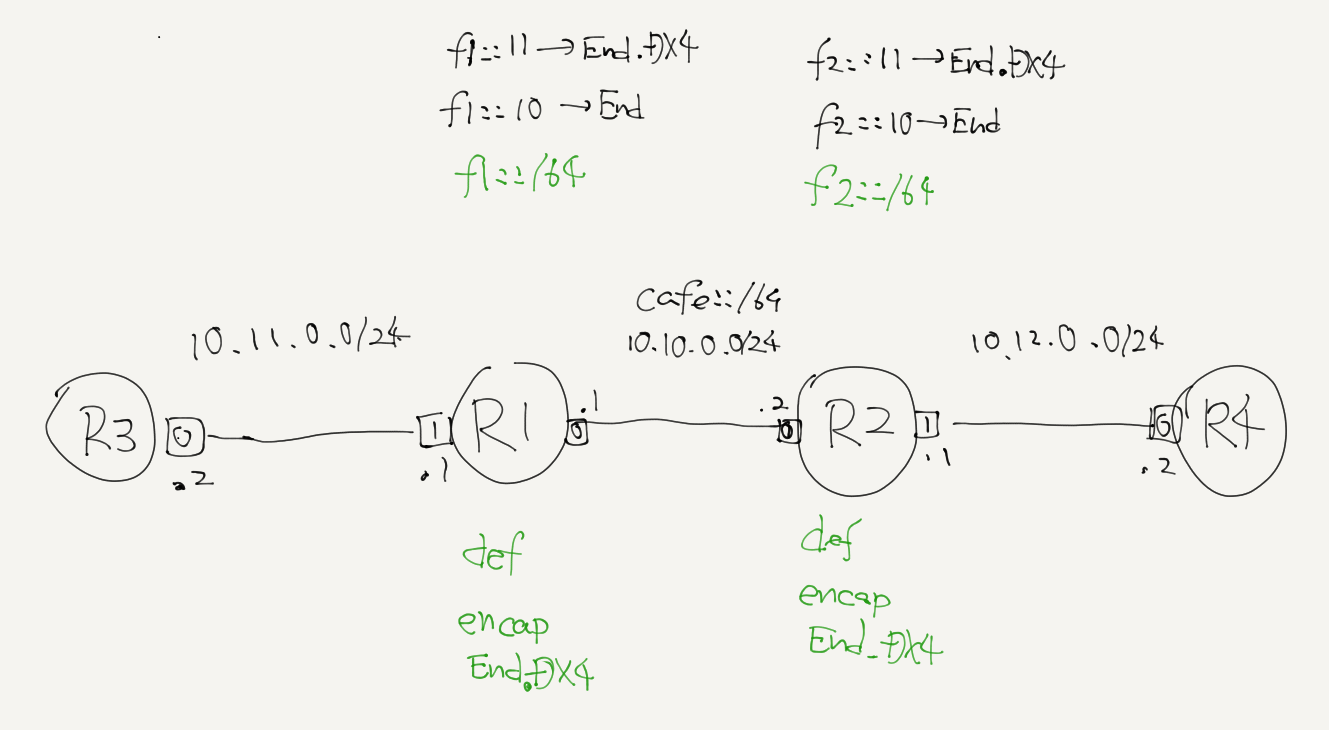 f1::11→End.DX4
f1::10→End
f1::/64
f2::11→End.DX4
f2::10→End
f2::/64
cafe::/64
10.11.0.0/24
10.10.0.0/24
10.12.0.0/24
R3
0
.2
1
.1
R1
0
.1
.2
0
R2
1
.1
0
.2
R4
def
encap
End.DX4
def
encap
End.DX4